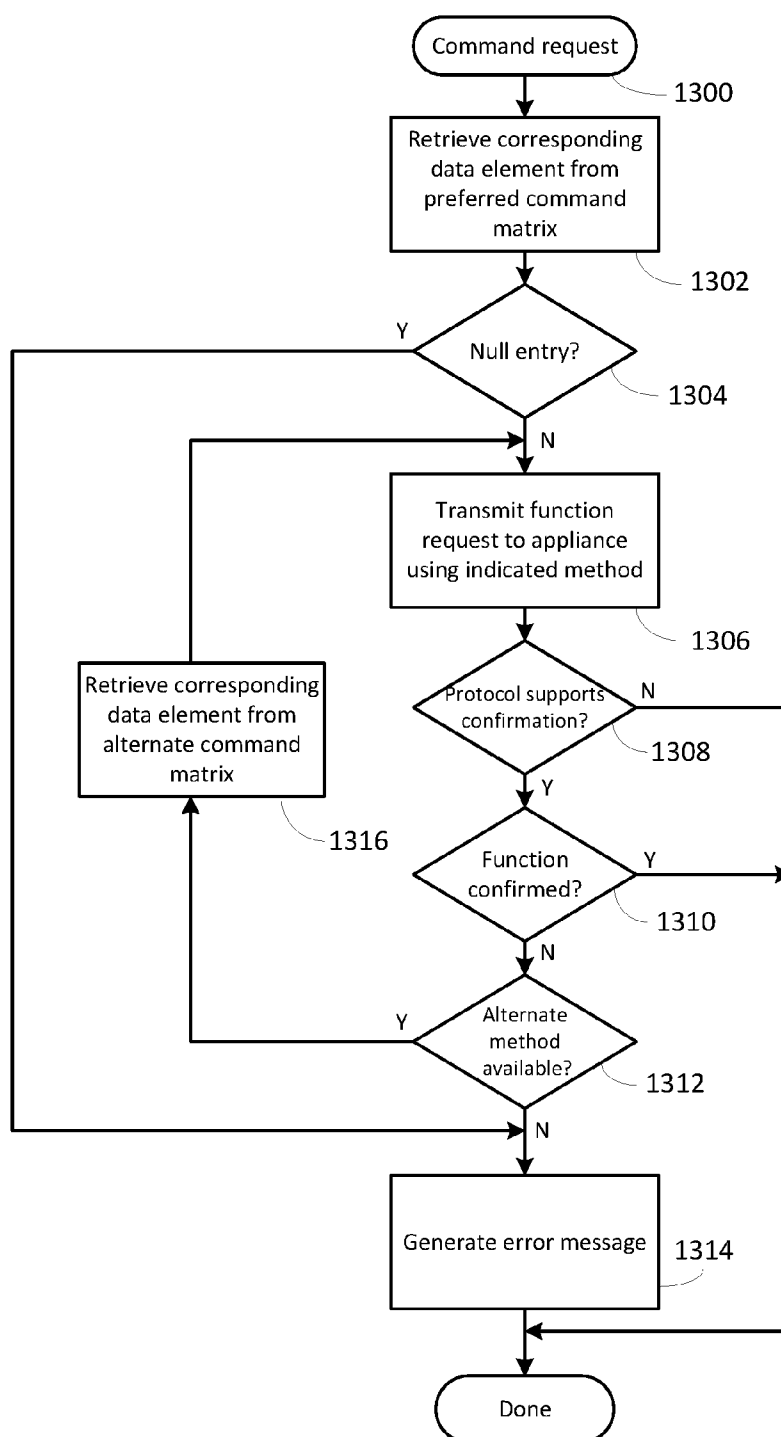 Command request
1300
Retrieve corresponding
data element from
preferred command
matrix
1302
Y
Null entry?
1304
N
Transmit function
request to appliance
using indicated method
1306
Retrieve corresponding
data element from
alternate command
matrix
1316
Protocol supports
confirmation?
N
1308
Y
Function
confirmed?
Y
1310
N
Y
Alternate
method
available?
1312
N
Generate error message
1314
Done